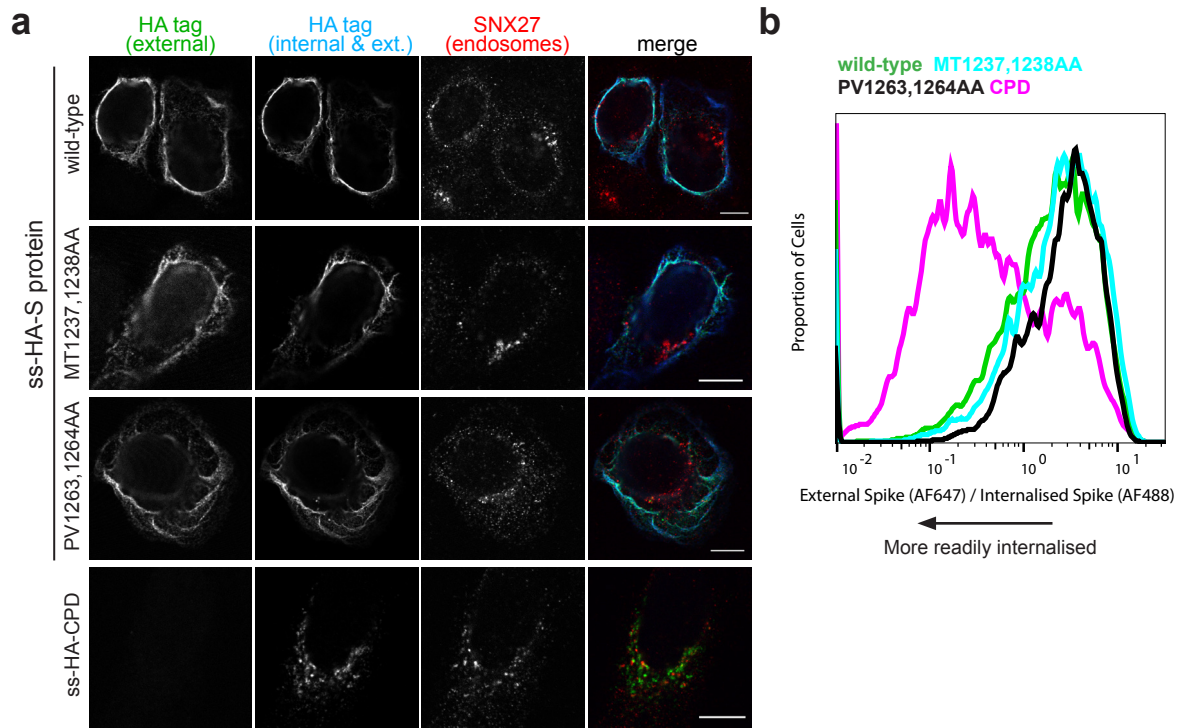 a
HA tag
(external)
HA tag
(internal & ext.)
SNX27
(endosomes)
merge
ss-HA-S protein
wild-type
MT1237,1238AA
PV1263,1264AA
ss-HA-CPD
b
wild-type MT1237,1238AA
PV1263,1264AA CPD
Proportion of Cells
10-2 10-1 100 101
External Spike (AF647) / Internalised Spike (AF488)
More readily internalised